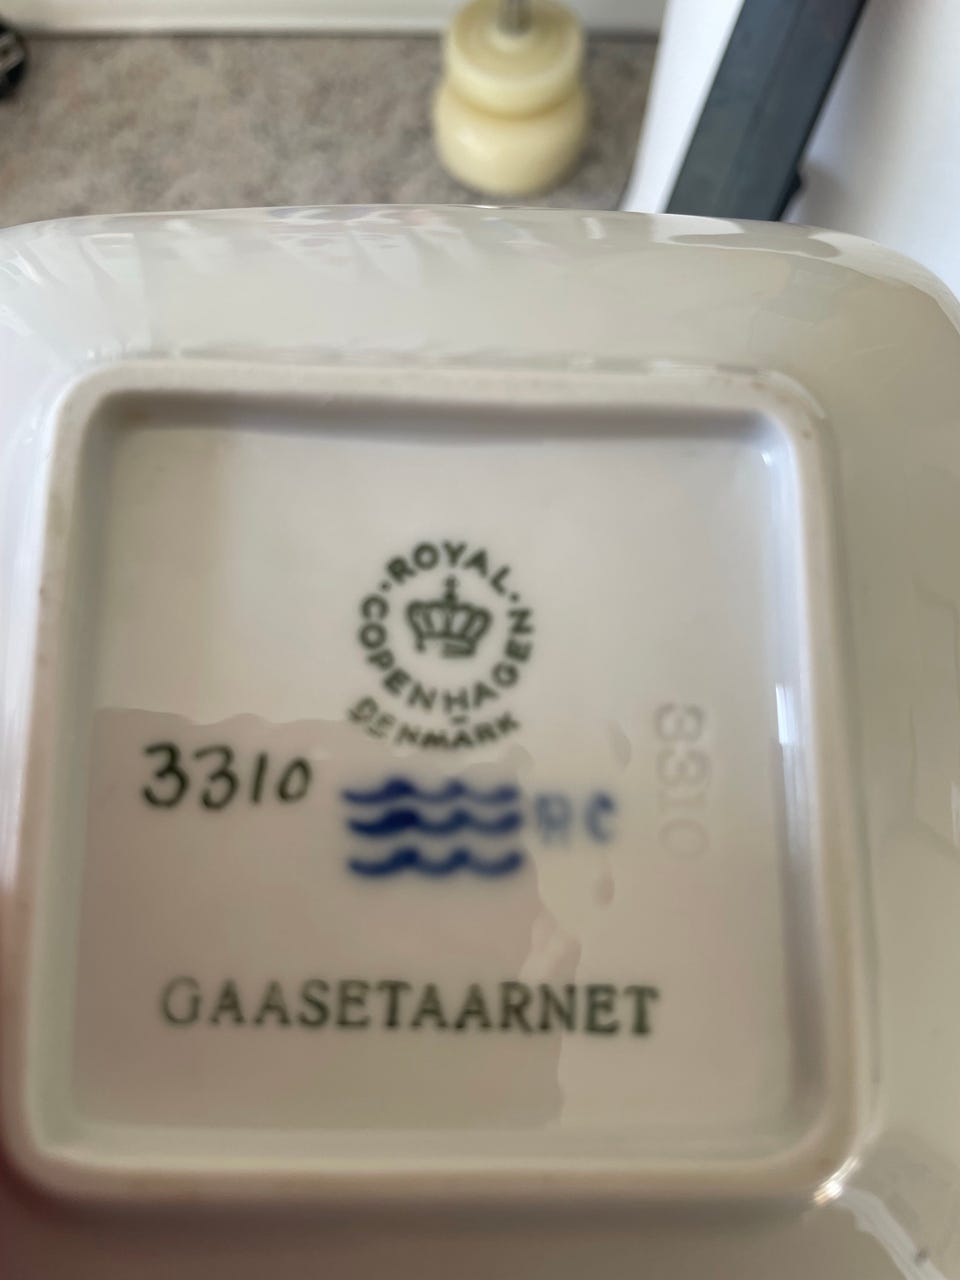 ROYAL
COPENHAGEN
DENMARK
3310
3310
GAASETAARNET